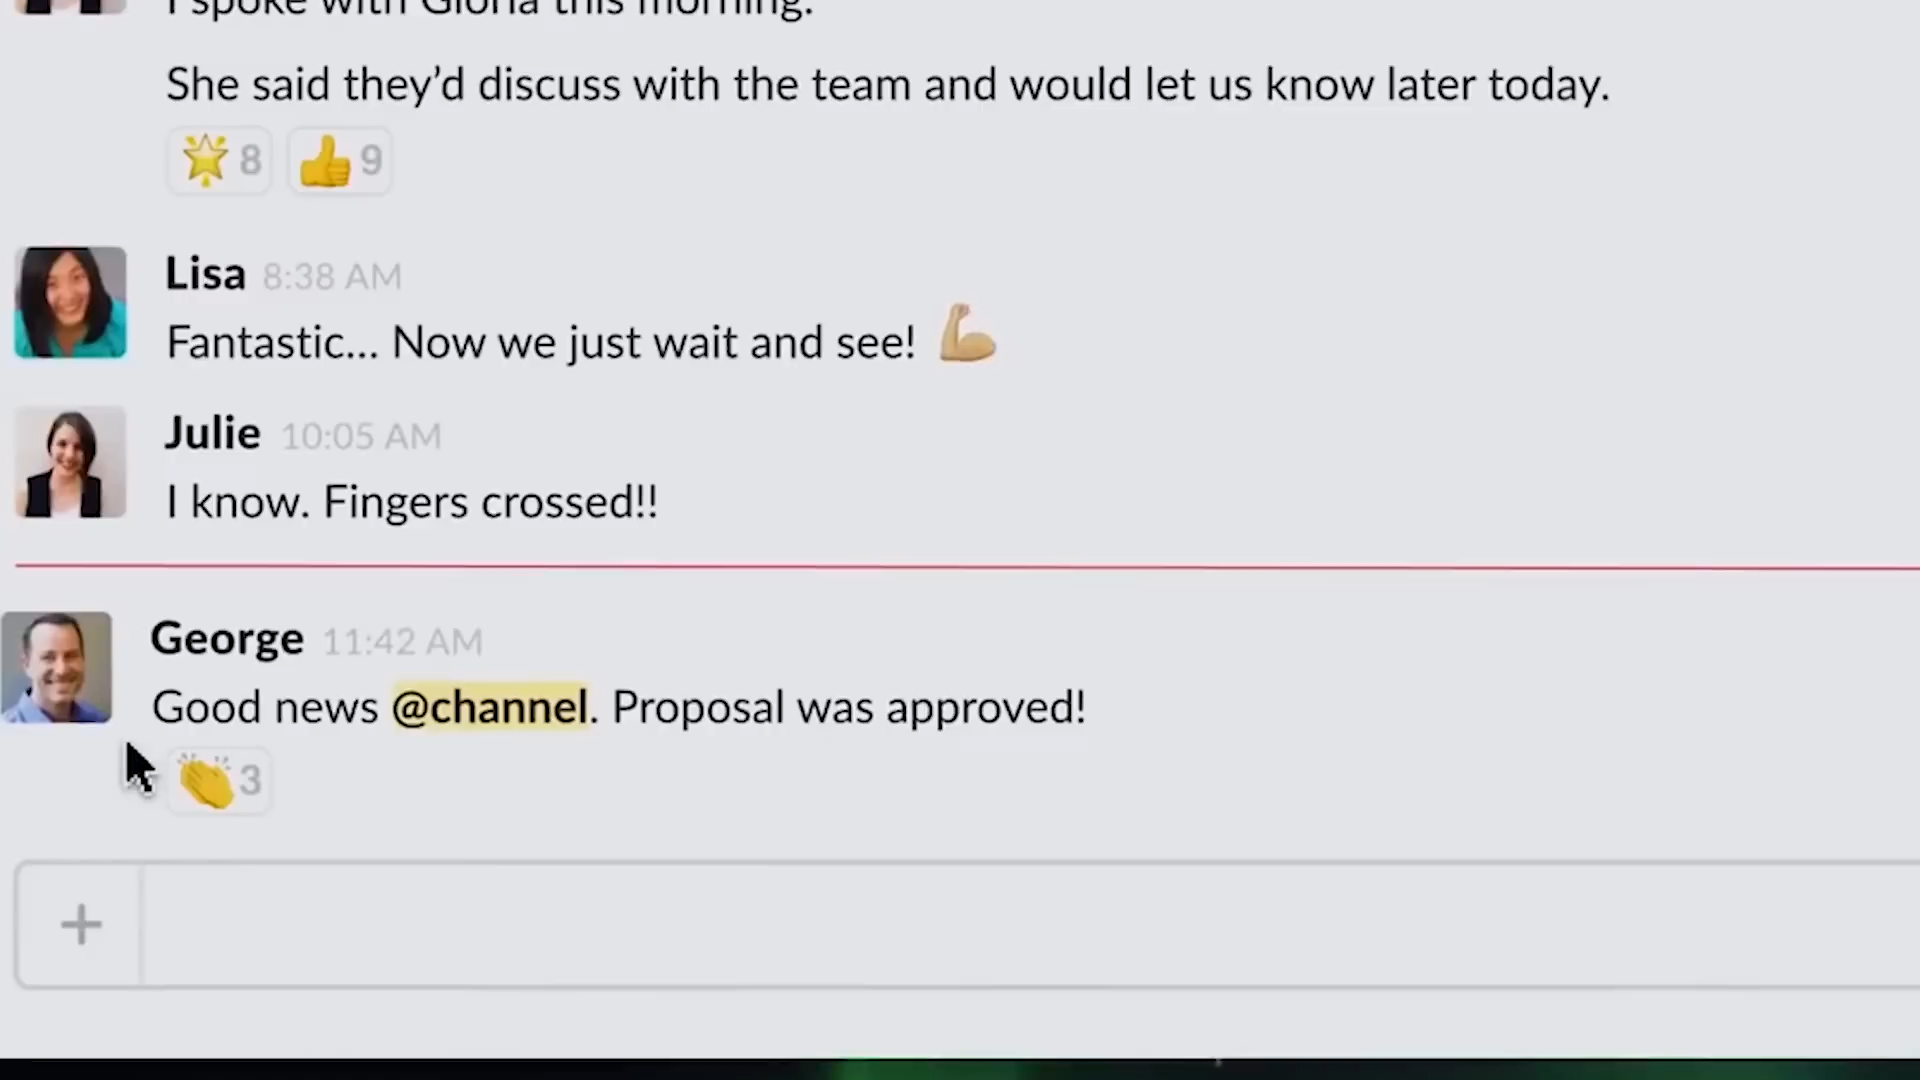 I spoke with Gloria this morning.
She said they’d discuss with the team and would let us know later today.
8 9
Lisa 8:38 AM
Fantastic... Now we just wait and see!
Julie 10:05 AM
I know. Fingers crossed!!
George 11:42 AM
Good news @channel. Proposal was approved!
3
+